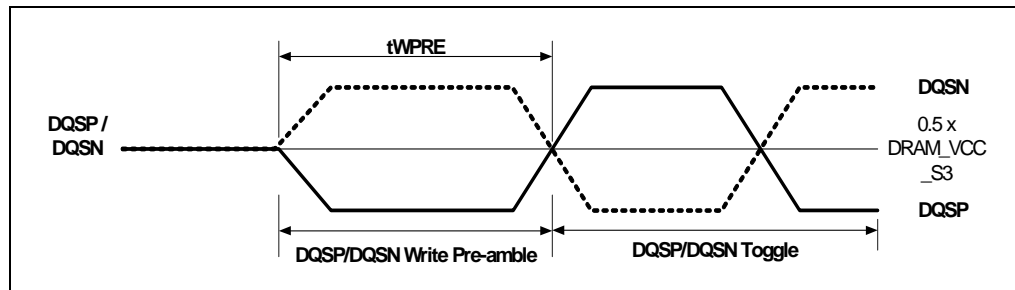 tWPRE
DQSP /
DQSN
DQSN
0.5 x
DRAM_VCC
_S3
DQSP
DQSP/DQSN Write Pre-amble
DQSP/DQSN Toggle